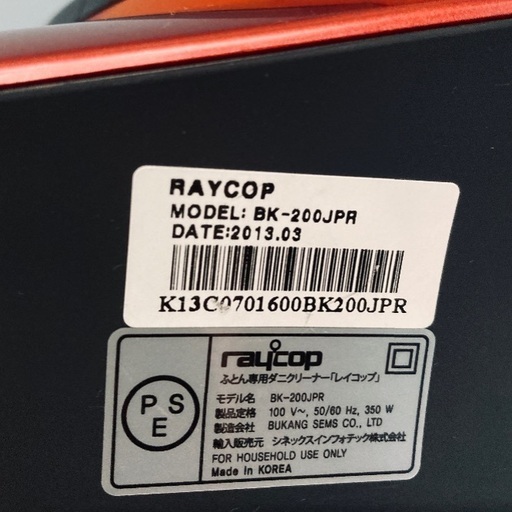 RAYCOP
MODEL: BK-200JPR
DATE:2013.03
K13C0701600BK200JPR
raycop
ふとん専用ダニクリーナー「レイコップ」
PSE
モデル名 BK-200JPR
製品定格 100 V~, 50/60 Hz, 350 W
製造会社 BUKANG SEMS CO., LTD
輸入販売元 シネックスインフォテック株式会社
FOR HOUSEHOLD USE ONLY
Made in KOREA